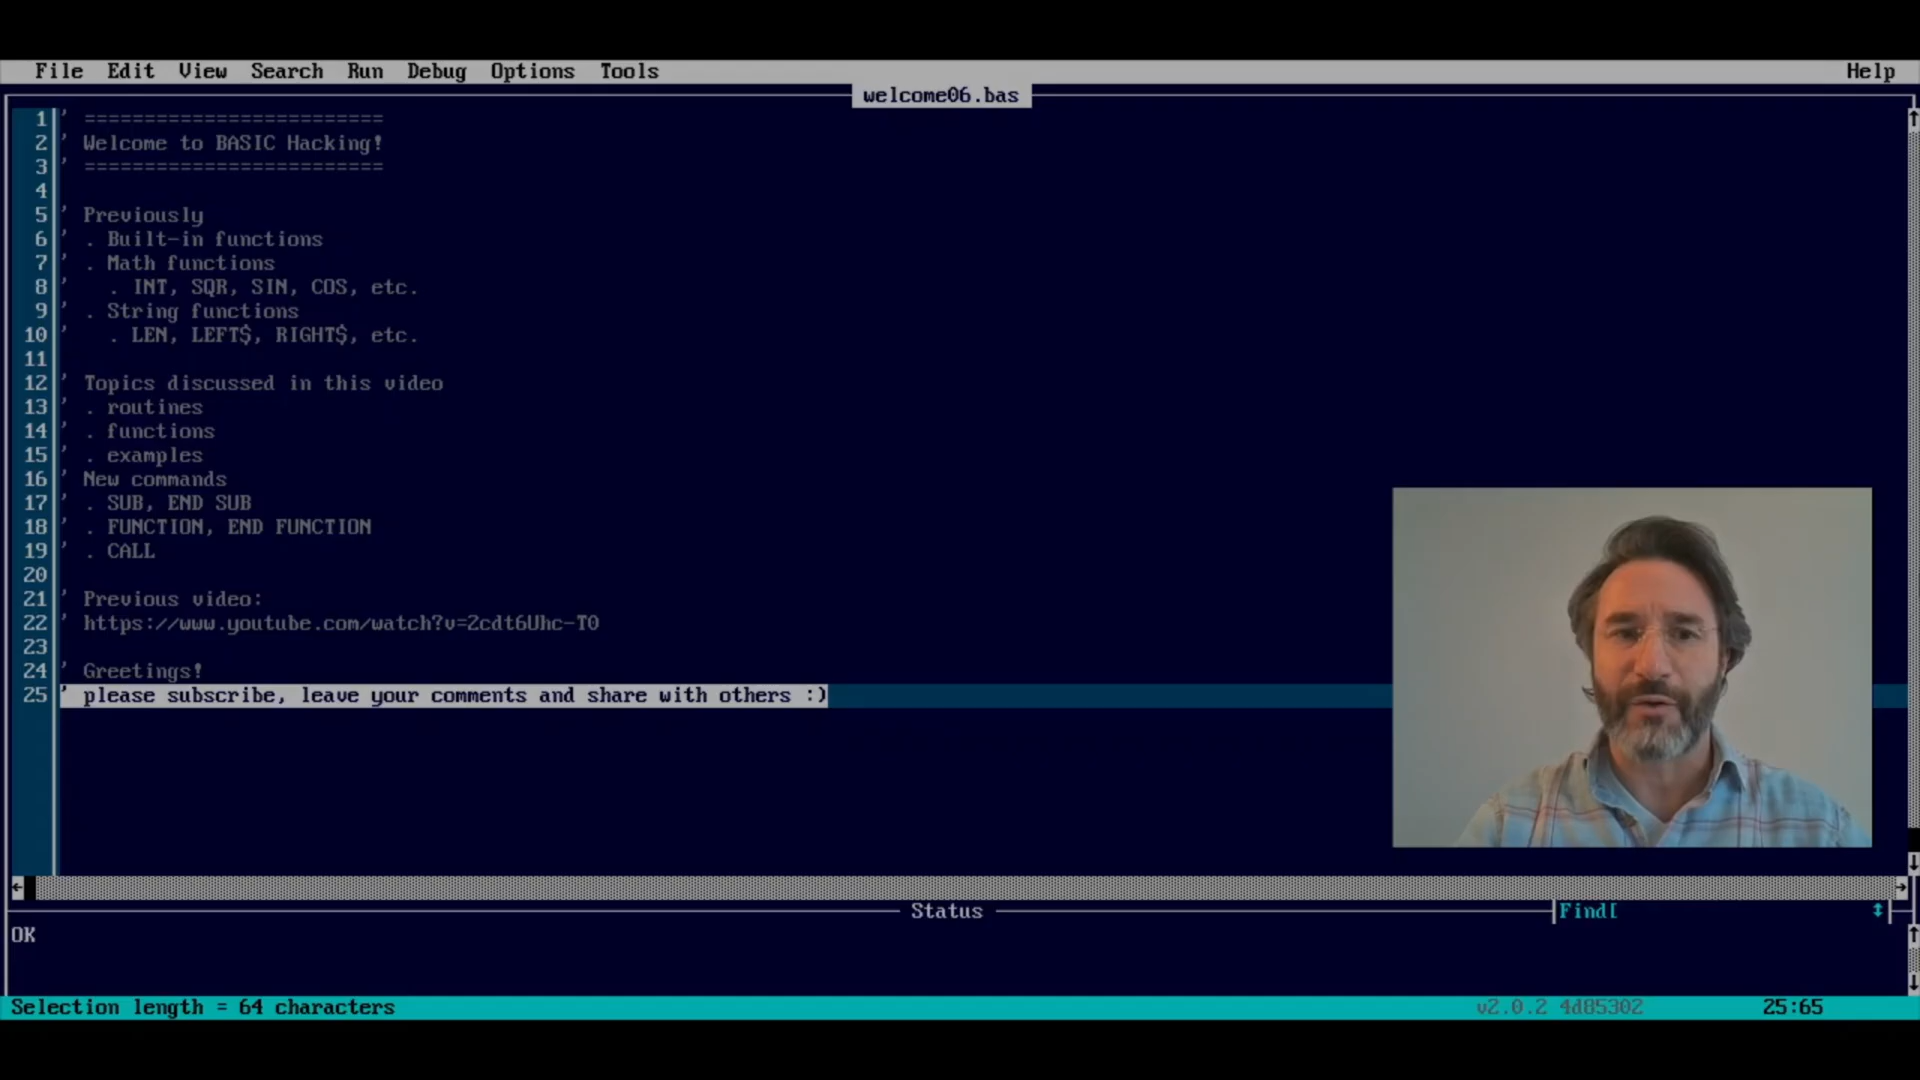 File Edit View Search Run Debug Options Tools Help
welcome06.bas
1 ' =========================
2 ' Welcome to BASIC Hacking!
3 ' =========================
4
5 ' Previously
6 ' . Built-in functions
7 ' . Math functions
8 '   . INT, SQR, SIN, COS, etc.
9 ' . String functions
10 '   . LEN, LEFT$, RIGHT$, etc.
11
12 ' Topics discussed in this video
13 ' . routines
14 ' . functions
15 ' . examples
16 ' New commands
17 ' . SUB, END SUB
18 ' . FUNCTION, END FUNCTION
19 ' . CALL
20
21 ' Previous video:
22 ' https://www.youtube.com/watch?v=2cdt6Uhc-T0
23
24 ' Greetings!
25 ' please subscribe, leave your comments and share with others :)
Status Find[
OK
Selection length = 64 characters v2.0.2 4d85302 25:65